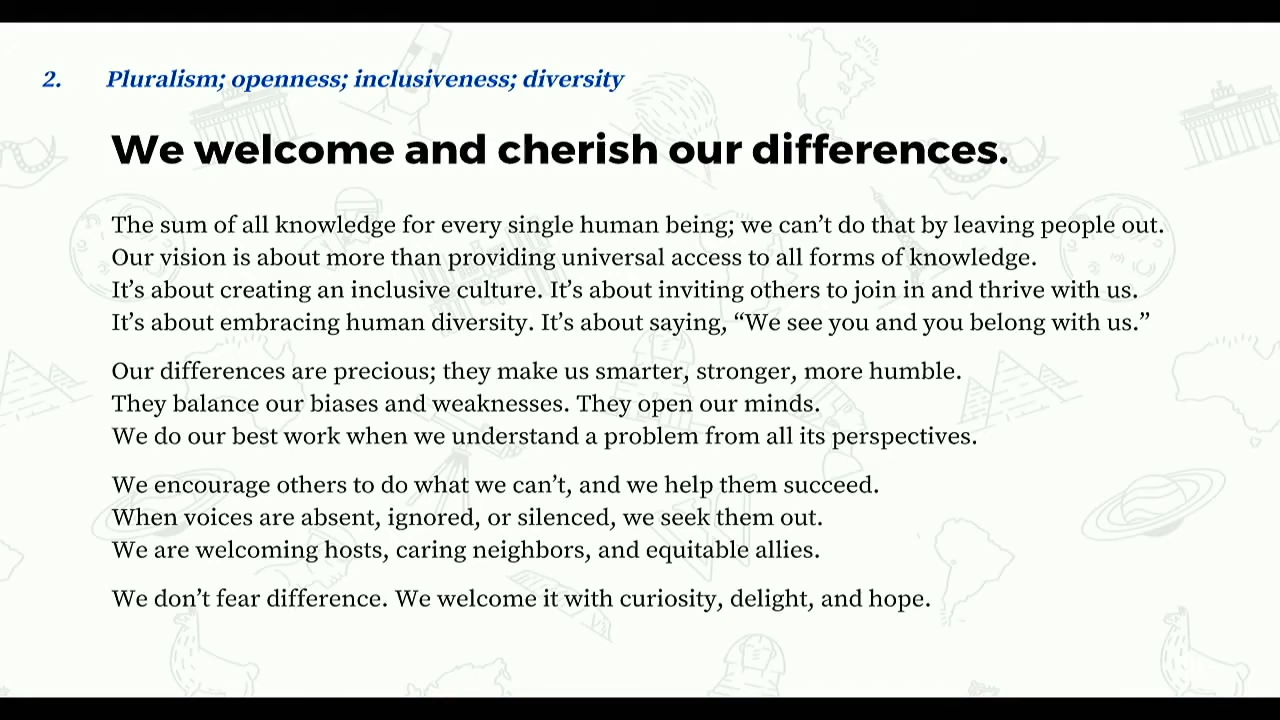 2. Pluralism; openness; inclusiveness; diversity
We welcome and cherish our differences.
The sum of all knowledge for every single human being; we can’t do that by leaving people out.
Our vision is about more than providing universal access to all forms of knowledge.
It’s about creating an inclusive culture. It’s about inviting others to join in and thrive with us.
It’s about embracing human diversity. It’s about saying, “We see you and you belong with us.”
Our differences are precious; they make us smarter, stronger, more humble.
They balance our biases and weaknesses. They open our minds.
We do our best work when we understand a problem from all its perspectives.
We encourage others to do what we can’t, and we help them succeed.
When voices are absent, ignored, or silenced, we seek them out.
We are welcoming hosts, caring neighbors, and equitable allies.
We don’t fear difference. We welcome it with curiosity, delight, and hope.